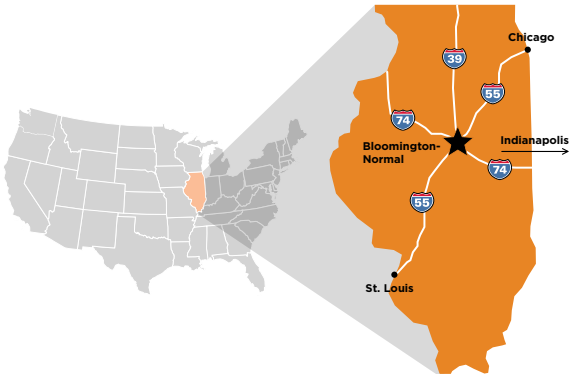 Chicago
39
55
74
Indianapolis
Bloomington-
Normal
74
55
St. Louis